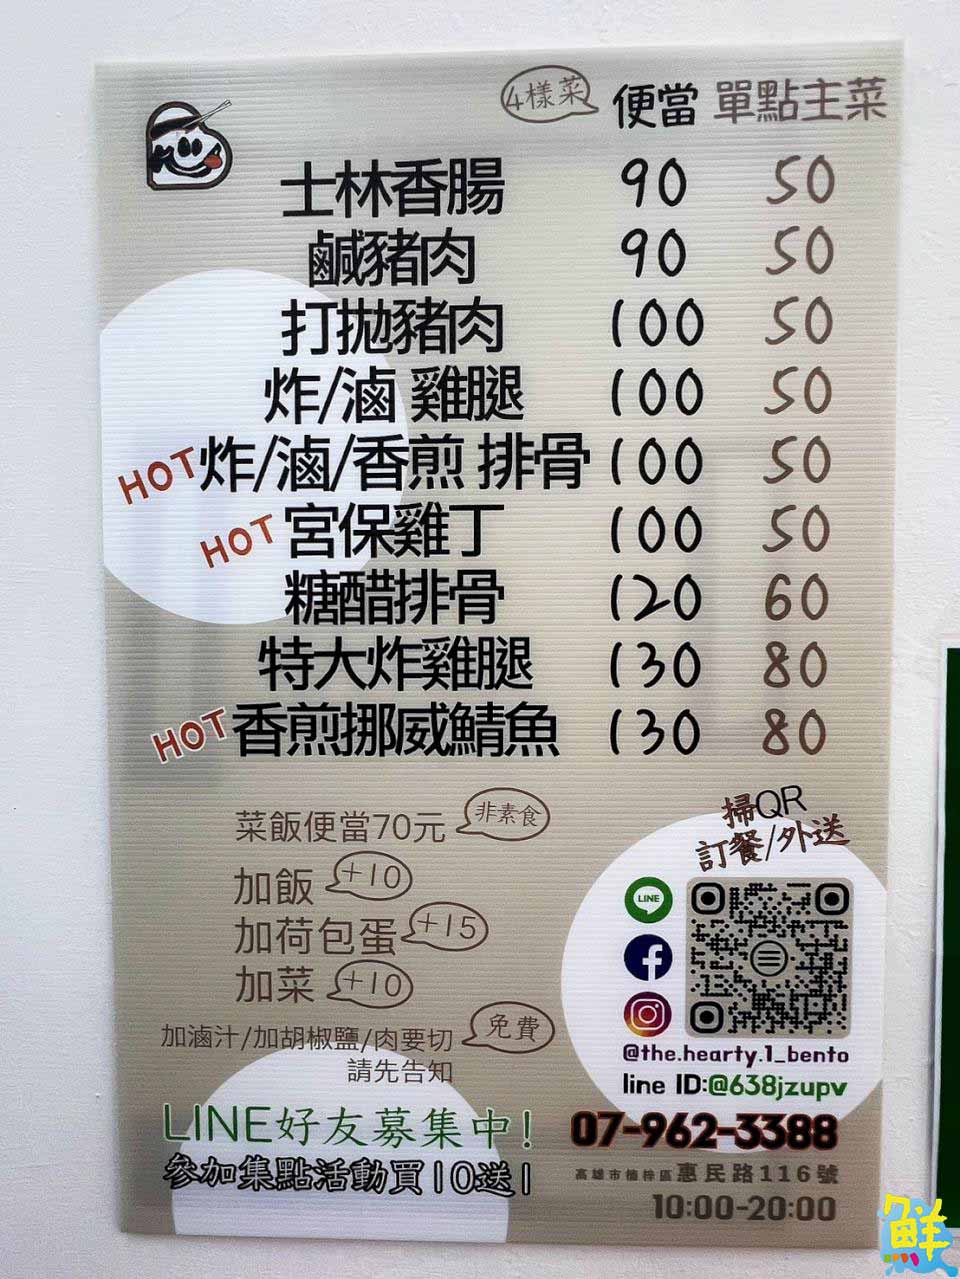 4樣菜 便當 單點主菜
士林香腸 90 50
鹹豬肉 90 50
打拋豬肉 100 50
炸/滷 雞腿 100 50
HOT 炸/滷/香煎 排骨 100 50
HOT 宮保雞丁 100 50
糖醋排骨 120 60
特大炸雞腿 130 80
HOT 香煎挪威鯖魚 130 80
菜飯便當70元 非素食
加飯 +10
加荷包蛋 +15
加菜 +10
加滷汁/加胡椒鹽/肉要切 免費
請先告知
LINE好友募集中!
參加集點活動買10送1
掃QR
訂餐/外送
LINE
@the.hearty.1_bento
line ID:@638jzupv
07-962-3388
高雄市楠梓區惠民路116號
10:00-20:00
鮮